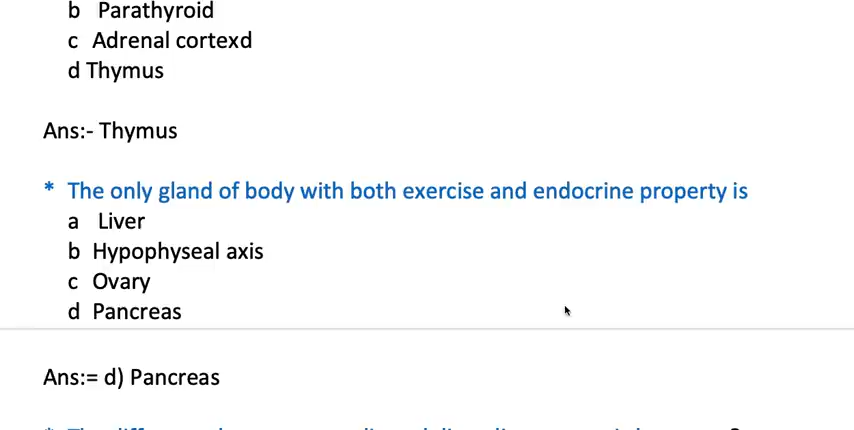 b Parathyroid
c Adrenal cortexd
d Thymus
Ans:- Thymus
* The only gland of body with both exercise and endocrine property is
a Liver
b Hypophyseal axis
c Ovary
d Pancreas
Ans:= d) Pancreas